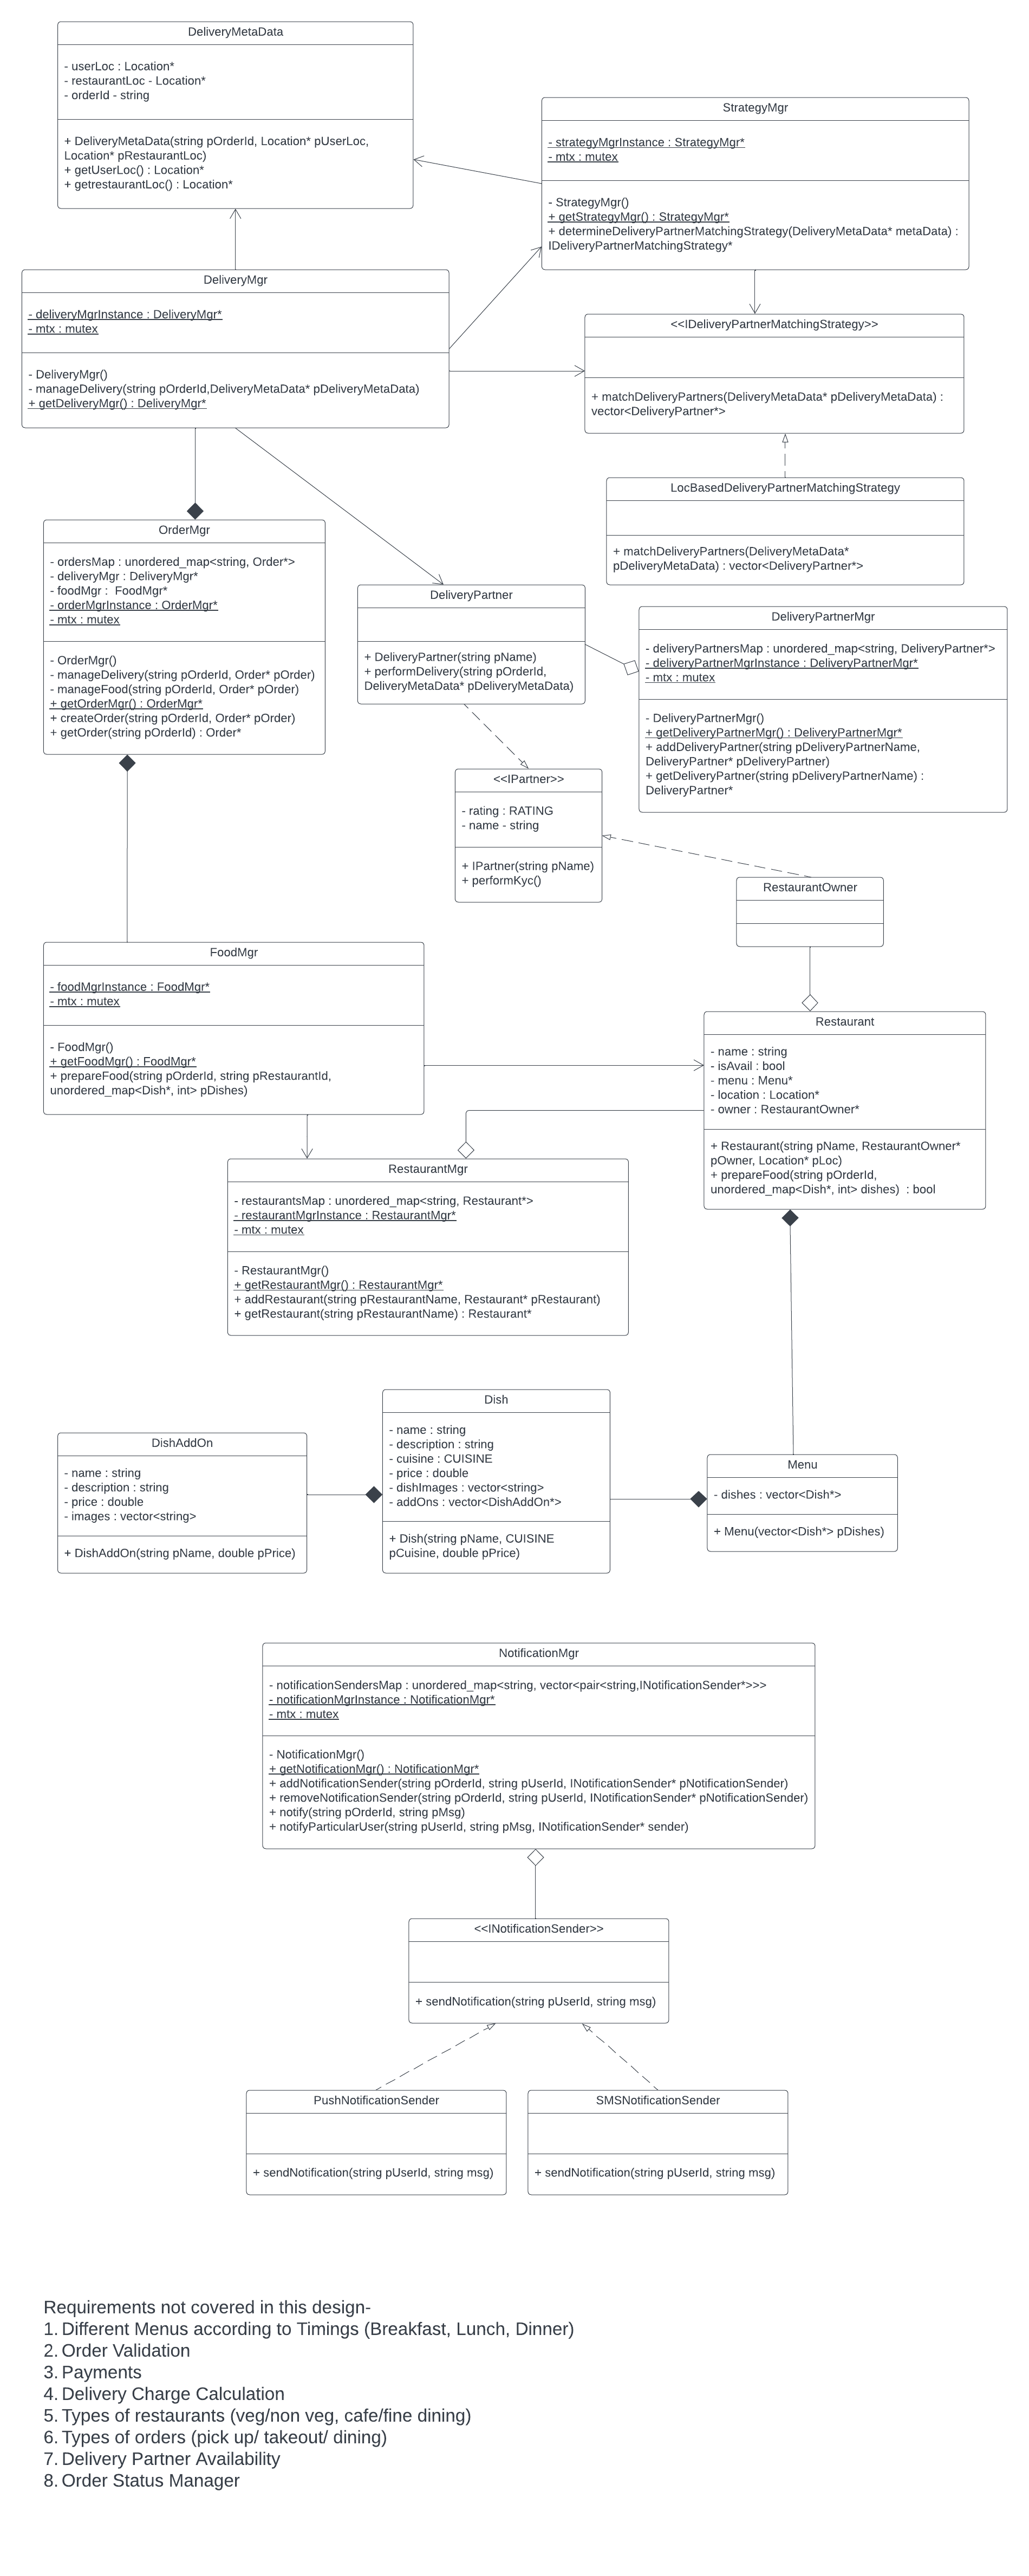 DeliveryMetaData
- userLoc : Location*
- restaurantLoc - Location*
- orderId - string
+ DeliveryMetaData(string pOrderId, Location* pUserLoc,
Location* pRestaurantLoc)
+ getUserLoc() : Location*
+ getrestaurantLoc() : Location*
StrategyMgr
- strategyMgrInstance : StrategyMgr*
- mtx : mutex
- StrategyMgr()
+ getStrategyMgr() : StrategyMgr*
+ determineDeliveryPartnerMatchingStrategy(DeliveryMetaData* metaData) :
IDeliveryPartnerMatchingStrategy*
DeliveryMgr
- deliveryMgrInstance : DeliveryMgr*
- mtx : mutex
- DeliveryMgr()
- manageDelivery(string pOrderId,DeliveryMetaData* pDeliveryMetaData)
+ getDeliveryMgr() : DeliveryMgr*
<<IDeliveryPartnerMatchingStrategy>>
+ matchDeliveryPartners(DeliveryMetaData* pDeliveryMetaData) :
vector<DeliveryPartner*>
LocBasedDeliveryPartnerMatchingStrategy
+ matchDeliveryPartners(DeliveryMetaData*
pDeliveryMetaData) : vector<DeliveryPartner*>
OrderMgr
- ordersMap : unordered_map<string, Order*>
- deliveryMgr : DeliveryMgr*
- foodMgr :  FoodMgr*
- orderMgrInstance : OrderMgr*
- mtx : mutex
- OrderMgr()
- manageDelivery(string pOrderId, Order* pOrder)
- manageFood(string pOrderId, Order* pOrder)
+ getOrderMgr() : OrderMgr*
+ createOrder(string pOrderId, Order* pOrder)
+ getOrder(string pOrderId) : Order*
DeliveryPartner
+ DeliveryPartner(string pName)
+ performDelivery(string pOrderId,
DeliveryMetaData* pDeliveryMetaData)
DeliveryPartnerMgr
- deliveryPartnersMap : unordered_map<string, DeliveryPartner*>
- deliveryPartnerMgrInstance : DeliveryPartnerMgr*
- mtx : mutex
- DeliveryPartnerMgr()
+ getDeliveryPartnerMgr() : DeliveryPartnerMgr*
+ addDeliveryPartner(string pDeliveryPartnerName,
DeliveryPartner* pDeliveryPartner)
+ getDeliveryPartner(string pDeliveryPartnerName) :
DeliveryPartner*
<<IPartner>>
- rating : RATING
- name - string
+ IPartner(string pName)
+ performKyc()
RestaurantOwner
FoodMgr
- foodMgrInstance : FoodMgr*
- mtx : mutex
- FoodMgr()
+ getFoodMgr() : FoodMgr*
+ prepareFood(string pOrderId, string pRestaurantId,
unordered_map<Dish*, int> pDishes)
Restaurant
- name : string
- isAvail : bool
- menu : Menu*
- location : Location*
- owner : RestaurantOwner*
+ Restaurant(string pName, RestaurantOwner*
pOwner, Location* pLoc)
+ prepareFood(string pOrderId,
unordered_map<Dish*, int> dishes)  : bool
RestaurantMgr
- restaurantsMap : unordered_map<string, Restaurant*>
- restaurantMgrInstance : RestaurantMgr*
- mtx : mutex
- RestaurantMgr()
+ getRestaurantMgr() : RestaurantMgr*
+ addRestaurant(string pRestaurantName, Restaurant* pRestaurant)
+ getRestaurant(string pRestaurantName) : Restaurant*
DishAddOn
- name : string
- description : string
- price : double
- images : vector<string>
+ DishAddOn(string pName, double pPrice)
Dish
- name : string
- description : string
- cuisine : CUISINE
- price : double
- dishImages : vector<string>
- addOns : vector<DishAddOn*>
+ Dish(string pName, CUISINE
pCuisine, double pPrice)
Menu
- dishes : vector<Dish*>
+ Menu(vector<Dish*> pDishes)
NotificationMgr
- notificationSendersMap : unordered_map<string, vector<pair<string,INotificationSender*>>>
- notificationMgrInstance : NotificationMgr*
- mtx : mutex
- NotificationMgr()
+ getNotificationMgr() : NotificationMgr*
+ addNotificationSender(string pOrderId, string pUserId, INotificationSender* pNotificationSender)
+ removeNotificationSender(string pOrderId, string pUserId, INotificationSender* pNotificationSender)
+ notify(string pOrderId, string pMsg)
+ notifyParticularUser(string pUserId, string pMsg, INotificationSender* sender)
<<INotificationSender>>
+ sendNotification(string pUserId, string msg)
PushNotificationSender
+ sendNotification(string pUserId, string msg)
SMSNotificationSender
+ sendNotification(string pUserId, string msg)
Requirements not covered in this design-
1. Different Menus according to Timings (Breakfast, Lunch, Dinner)
2. Order Validation
3. Payments
4. Delivery Charge Calculation
5. Types of restaurants (veg/non veg, cafe/fine dining)
6. Types of orders (pick up/ takeout/ dining)
7. Delivery Partner Availability
8. Order Status Manager